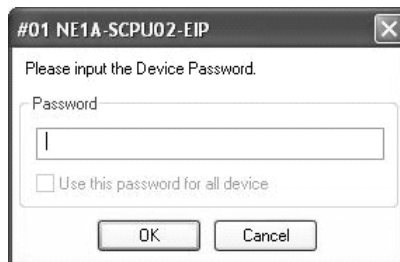 #01 NE1A-SCPU02-EIP
Please input the Device Password.
Password
Use this password for all device
OK Cancel